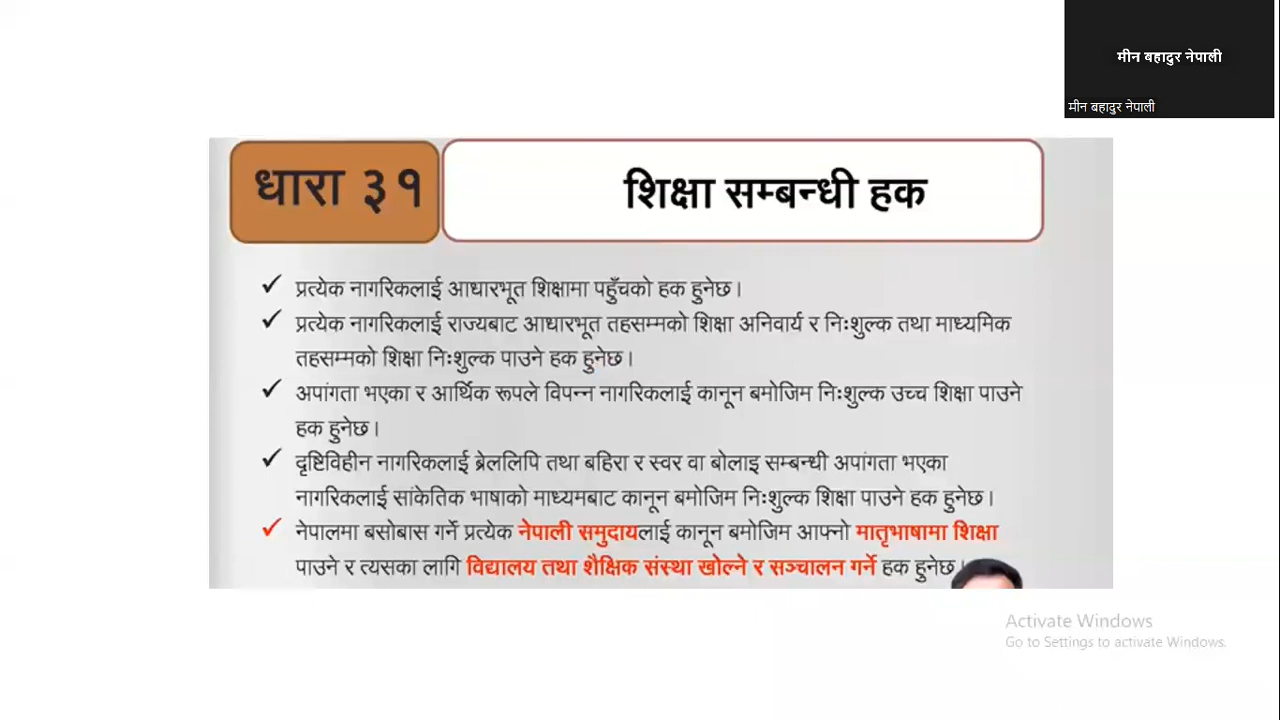 मीन बहादुर नेपाली
मीन बहादुर नेपाली
धारा ३१
शिक्षा सम्बन्धी हक
✓ प्रत्येक नागरिकलाई आधारभूत शिक्षामा पहुँचको हक हुनेछ।
✓ प्रत्येक नागरिकलाई राज्यबाट आधारभूत तहसम्मको शिक्षा अनिवार्य र निःशुल्क तथा माध्यमिक
तहसम्मको शिक्षा निःशुल्क पाउने हक हुनेछ।
✓ अपांगता भएका र आर्थिक रूपले विपन्न नागरिकलाई कानून बमोजिम निःशुल्क उच्च शिक्षा पाउने
हक हुनेछ।
✓ दृष्टिविहीन नागरिकलाई ब्रेललिपि तथा बहिरा र स्वर वा बोलाइ सम्बन्धी अपांगता भएका
नागरिकलाई सांकेतिक भाषाको माध्यमबाट कानून बमोजिम निःशुल्क शिक्षा पाउने हक हुनेछ।
✓ नेपालमा बसोबास गर्ने प्रत्येक नेपाली समुदायलाई कानून बमोजिम आफ्नो मातृभाषामा शिक्षा
पाउने र त्यसका लागि विद्यालय तथा शैक्षिक संस्था खोल्ने र सञ्चालन गर्ने हक हुनेछ।
Activate Windows
Go to Settings to activate Windows.